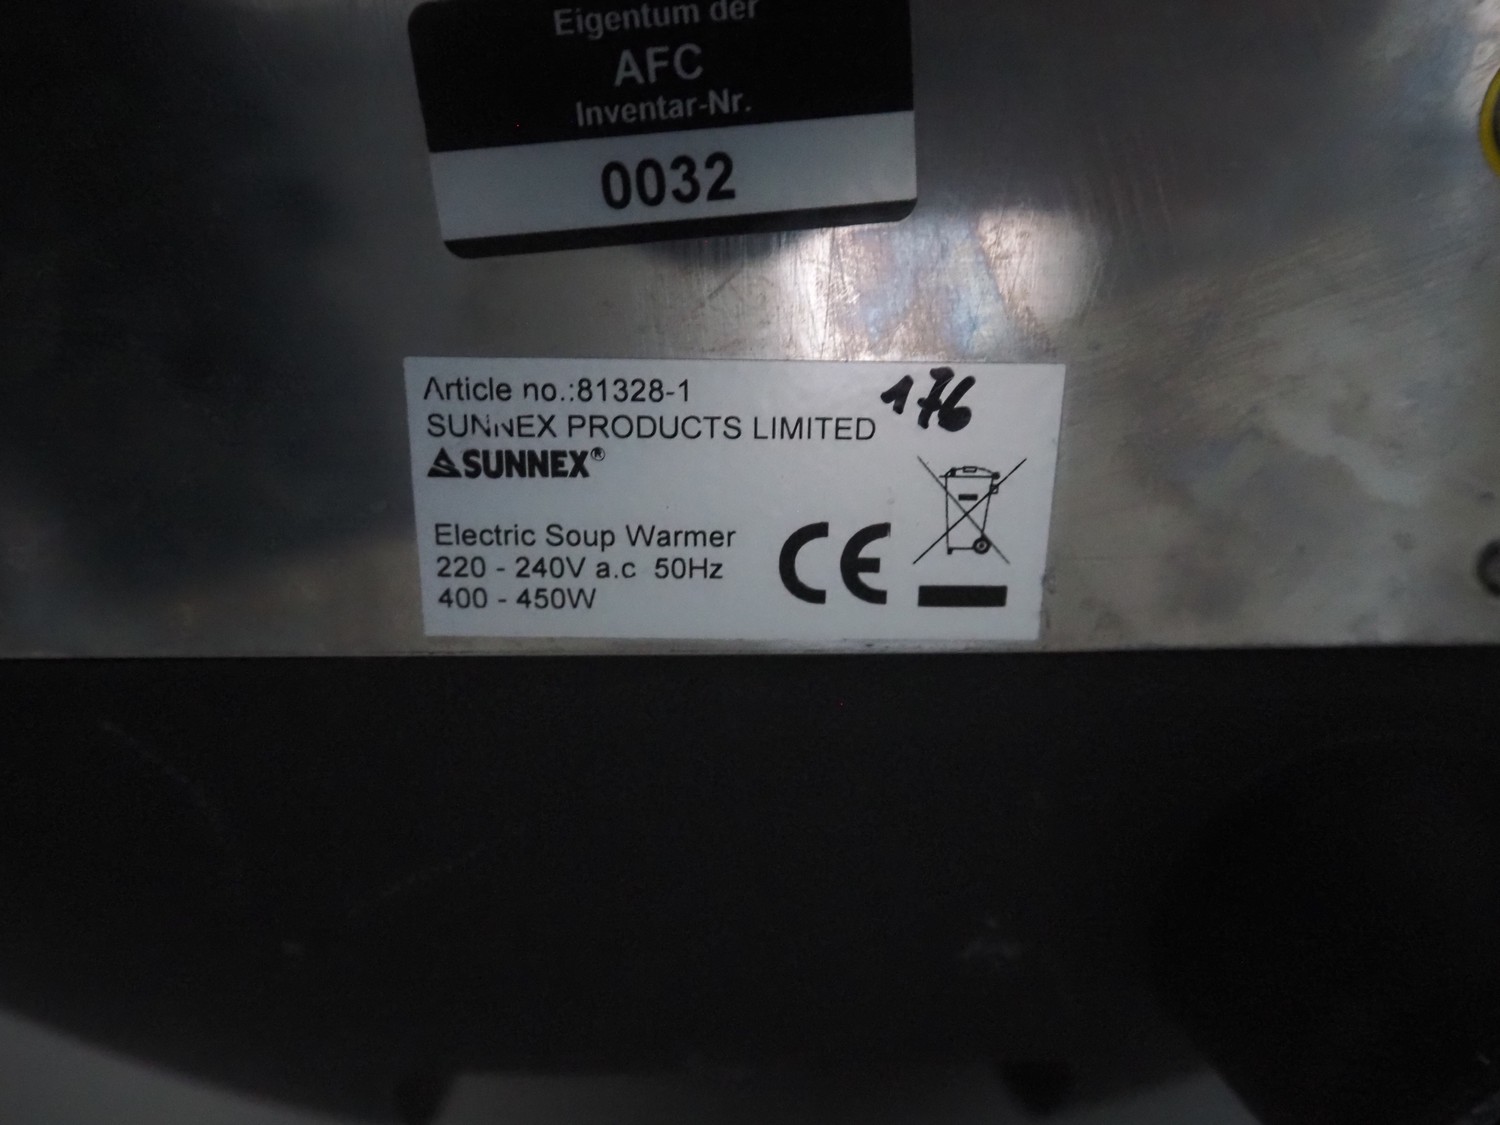 Eigentum der
AFC
Inventar-Nr.
0032
Article no.:81328-1
176
SUNNEX PRODUCTS LIMITED
SUNNEX®
Electric Soup Warmer
220 - 240V a.c 50Hz
400 - 450W
CE